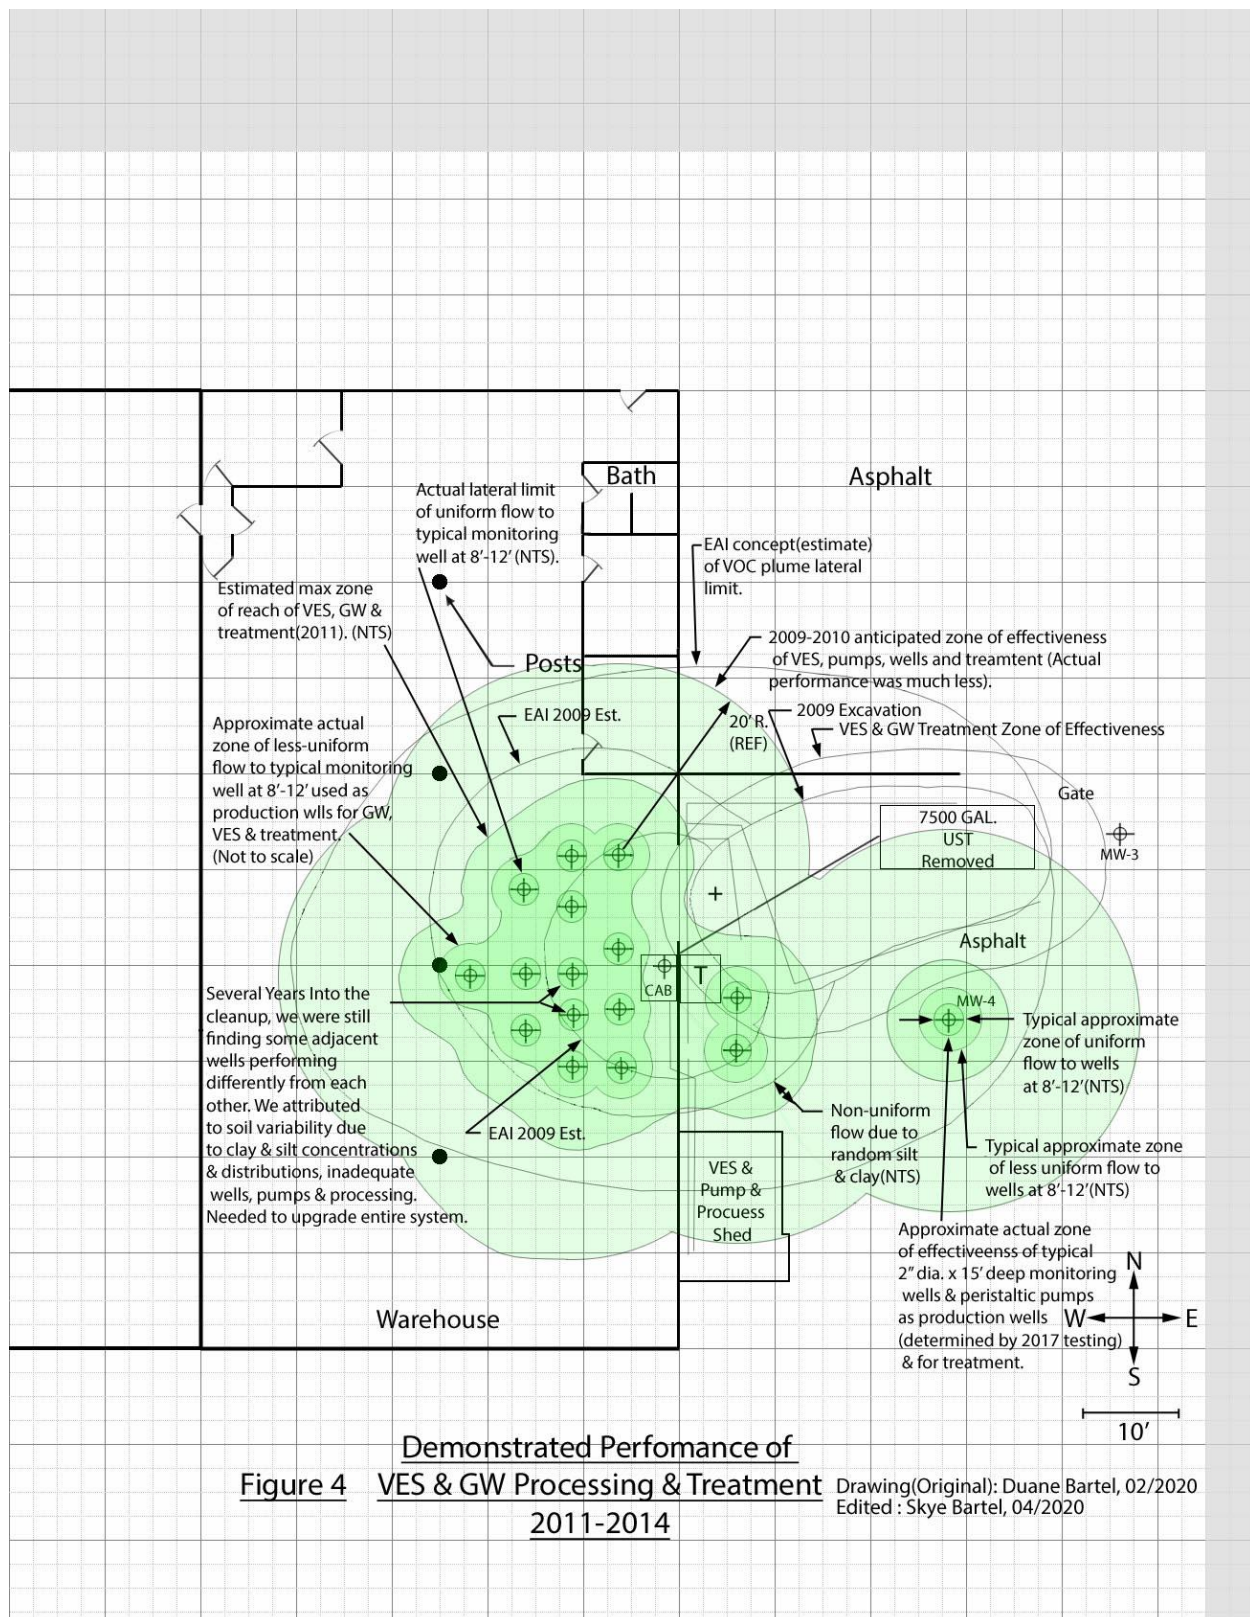 Bath
Asphalt
Actual lateral limit
of uniform flow to
typical monitoring
well at 8’-12’ (NTS).
EAI concept(estimate)
of VOC plume lateral
limit.
Estimated max zone
of reach of VES, GW &
treatment(2011). (NTS)
Posts
2009-2010 anticipated zone of effectiveness
of VES, pumps, wells and treamtent (Actual
performance was much less).
EAI 2009 Est.
20’ R.
(REF)
2009 Excavation
VES & GW Treatment Zone of Effectiveness
Approximate actual
zone of less-uniform
flow to typical monitoring
well at 8’-12’ used as
production wlls for GW,
VES & treatment.
(Not to scale)
Gate
7500 GAL.
UST
Removed
MW-3
Asphalt
CAB
T
MW-4
Several Years Into the
cleanup, we were still
finding some adjacent
wells performing
differently from each
other. We attributed
to soil variability due
to clay & silt concentrations
& distributions, inadequate
wells, pumps & processing.
Needed to upgrade entire system.
Typical approximate
zone of uniform
flow to wells
at 8’-12’(NTS)
EAI 2009 Est.
Non-uniform
flow due to
random silt
& clay(NTS)
Typical approximate zone
of less uniform flow to
wells at 8’-12’(NTS)
VES &
Pump &
Procuess
Shed
Approximate actual zone
of effectiveenss of typical
2” dia. x 15’ deep monitoring
wells & peristaltic pumps
as production wells
(determined by 2017 testing)
& for treatment.
N
W
E
S
Warehouse
10’
Demonstrated Perfomance of
Figure 4 VES & GW Processing & Treatment
2011-2014
Drawing(Original): Duane Bartel, 02/2020
Edited : Skye Bartel, 04/2020